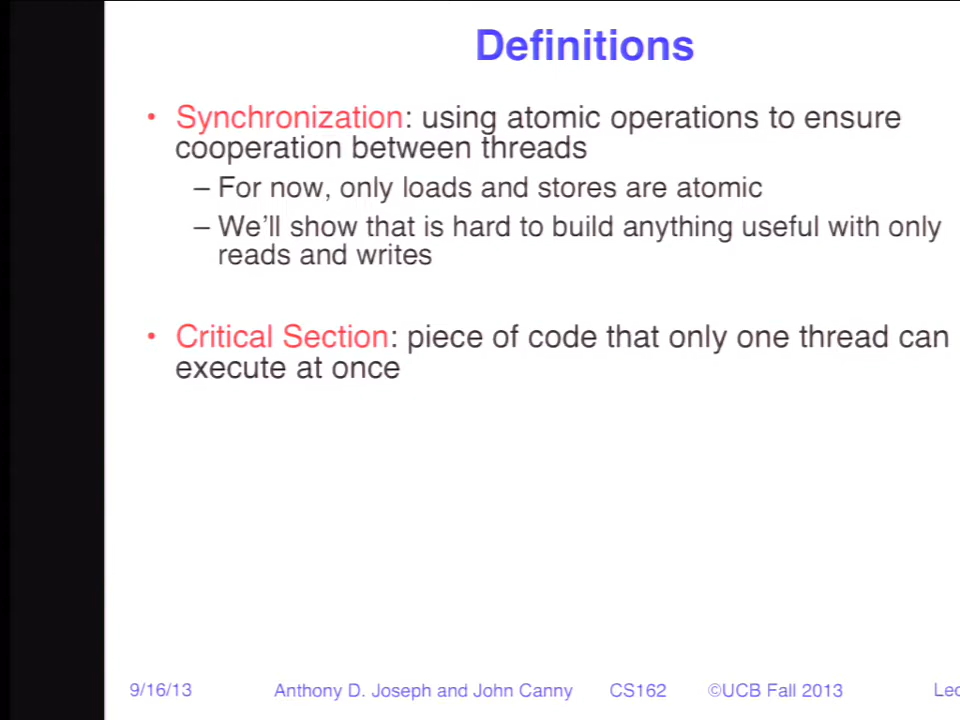 Definitions
• Synchronization: using atomic operations to ensure
cooperation between threads
– For now, only loads and stores are atomic
– We'll show that is hard to build anything useful with only
reads and writes
• Critical Section: piece of code that only one thread can
execute at once
9/16/13 Anthony D. Joseph and John Canny CS162 ©UCB Fall 2013